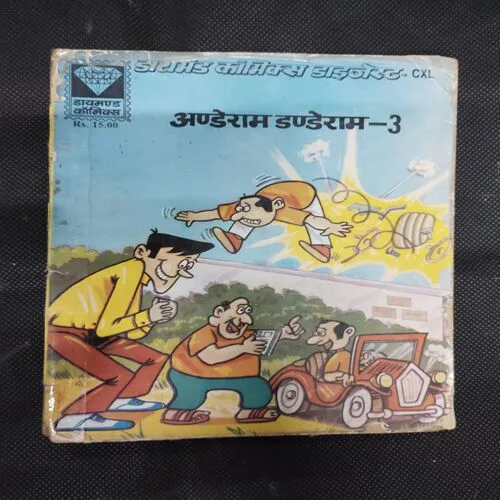 डायमंड कॉमिक्स डाइजेस्ट- CXL
डायमण्ड
कॉमिक्स
Rs. 15.00
अण्डेराम डण्डेराम-3